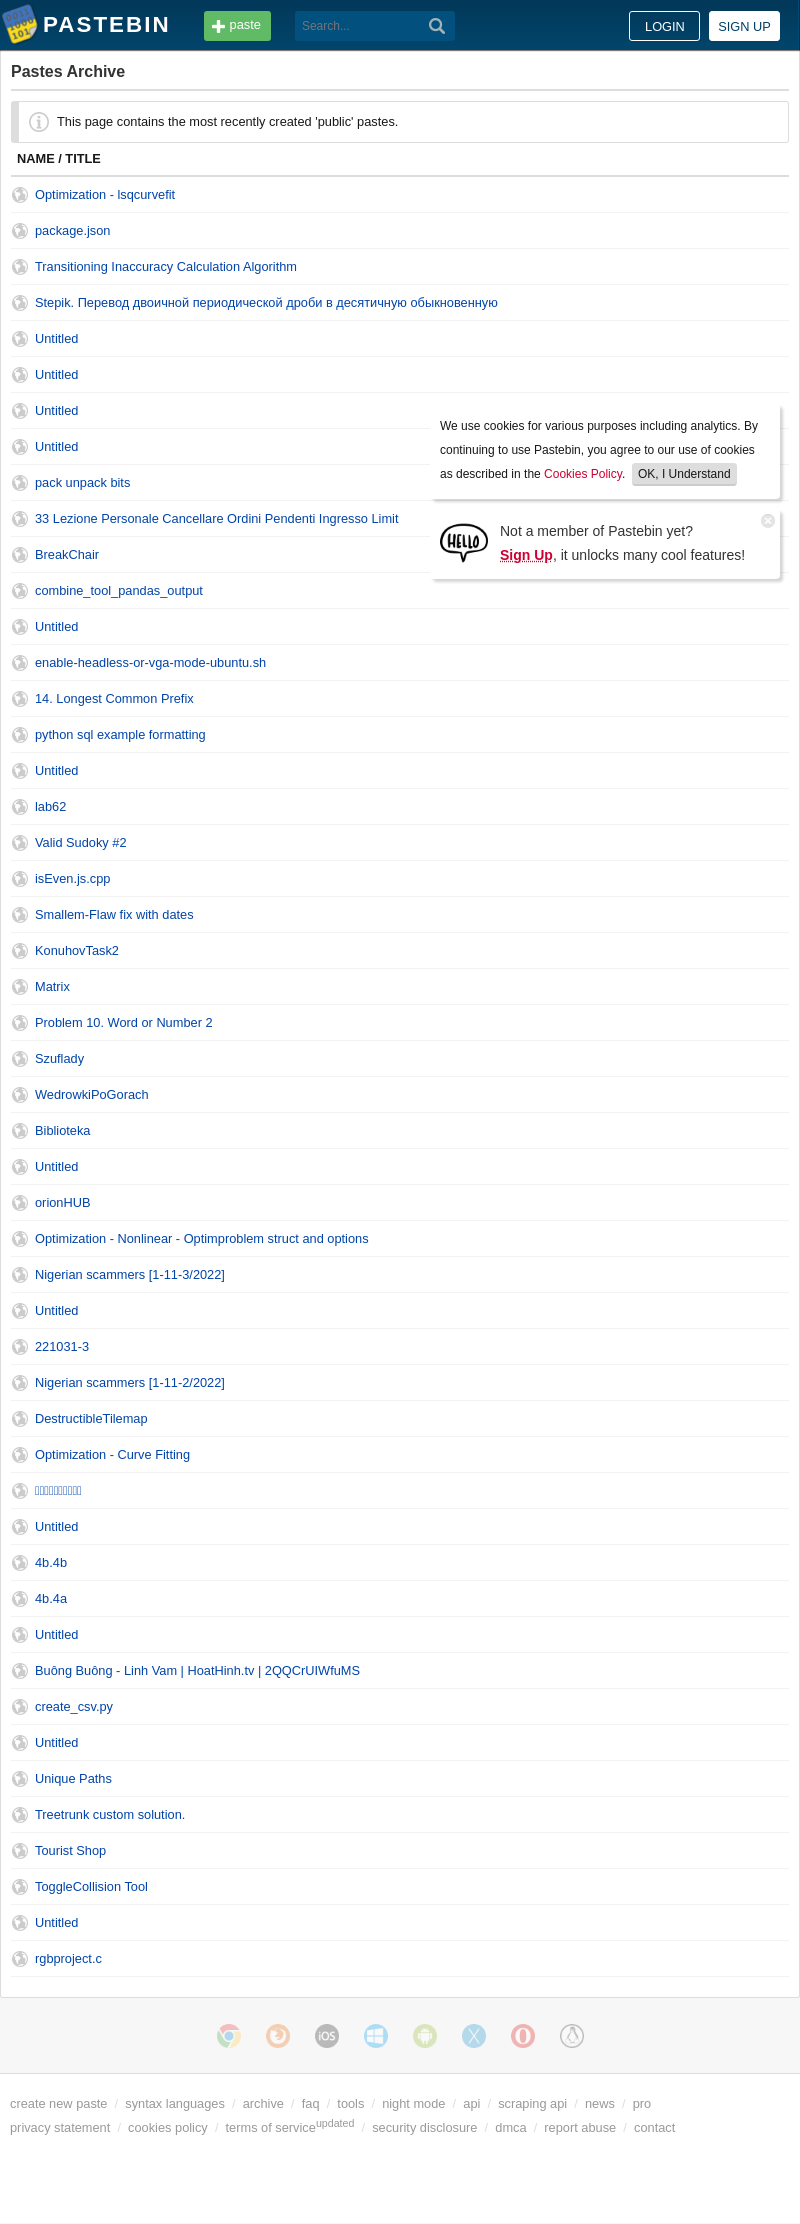 PASTEBIN
paste
Search...
LOGIN
SIGN UP
Pastes Archive
This page contains the most recently created 'public' pastes.
NAME / TITLE
Optimization - lsqcurvefit
package.json
Transitioning Inaccuracy Calculation Algorithm
Stepik. Перевод двоичной периодической дроби в десятичную обыкновенную
Untitled
Untitled
Untitled
Untitled
pack unpack bits
33 Lezione Personale Cancellare Ordini Pendenti Ingresso Limit
BreakChair
combine_tool_pandas_output
Untitled
enable-headless-or-vga-mode-ubuntu.sh
14. Longest Common Prefix
python sql example formatting
Untitled
lab62
Valid Sudoky #2
isEven.js.cpp
Smallem-Flaw fix with dates
KonuhovTask2
Matrix
Problem 10. Word or Number 2
Szuflady
WedrowkiPoGorach
Biblioteka
Untitled
orionHUB
Optimization - Nonlinear - Optimproblem struct and options
Nigerian scammers [1-11-3/2022]
Untitled
221031-3
Nigerian scammers [1-11-2/2022]
DestructibleTilemap
Optimization - Curve Fitting
Untitled
4b.4b
4b.4a
Untitled
Buông Buông - Linh Vam | HoatHinh.tv | 2QQCrUIWfuMS
create_csv.py
Untitled
Unique Paths
Treetrunk custom solution.
Tourist Shop
ToggleCollision Tool
Untitled
rgbproject.c
We use cookies for various purposes including analytics. By
continuing to use Pastebin, you agree to our use of cookies
as described in the Cookies Policy. OK, I Understand
HELLO
Not a member of Pastebin yet?
Sign Up, it unlocks many cool features!
iOS
create new paste / syntax languages / archive / faq / tools / night mode / api / scraping api / news / pro
privacy statement / cookies policy / terms of service updated / security disclosure / dmca / report abuse / contact